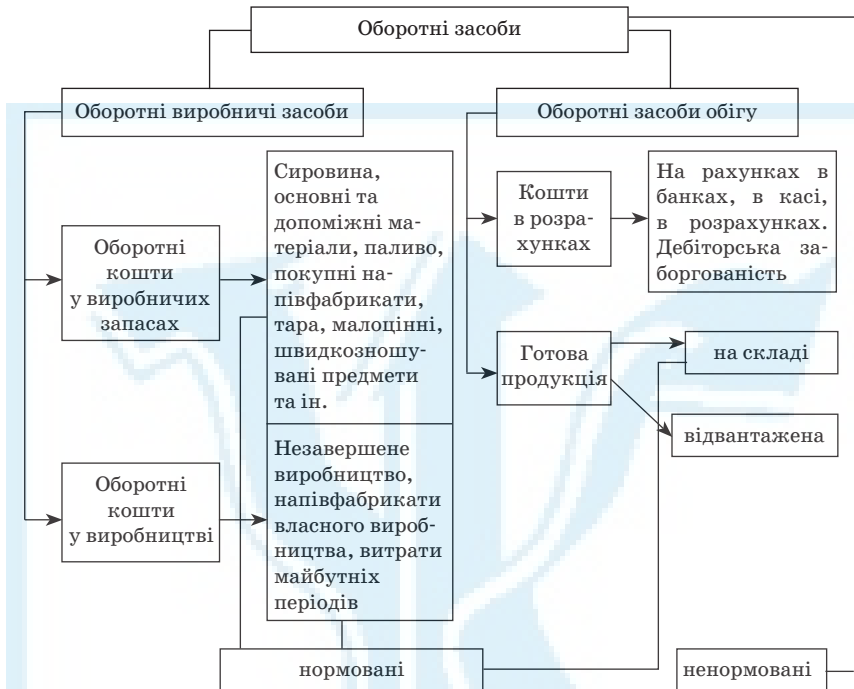 Оборотні засоби
Оборотні виробничі засоби
Оборотні засоби обігу
Оборотні
кошти
у виробничих
запасах
Сировина,
основні та
допоміжні ма-
теріали, паливо,
покупні на-
півфабрикати,
тара, малоцінні,
швидкозношу-
вані предмети
та ін.
Оборотні
кошти
у виробництві
Незавершене
виробництво,
напівфабрикати
власного вироб-
ництва, витрати
майбутніх
періодів
Кошти
в розра-
хунках
На рахунках в
банках, в касі,
в розрахунках.
Дебіторська за-
боргованість
Готова
продукція
на складі
відвантажена
нормовані
ненормовані